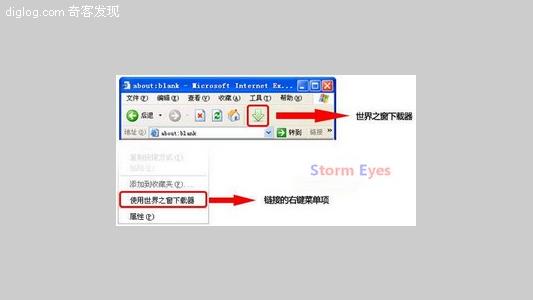 diglog.com 奇客发现
about:blank - Microsoft Internet Ex...
文件(F) 编辑(E) 查看(V) 收藏(A) 工具(T) 帮助(H)
后退
世界之窗下载器
地址(D) about:blank 转到 链接 »
复制快捷方式(T)
Storm Eyes
添加到收藏夹(F)...
使用世界之窗下载器
链接的右键菜单项
属性(P)